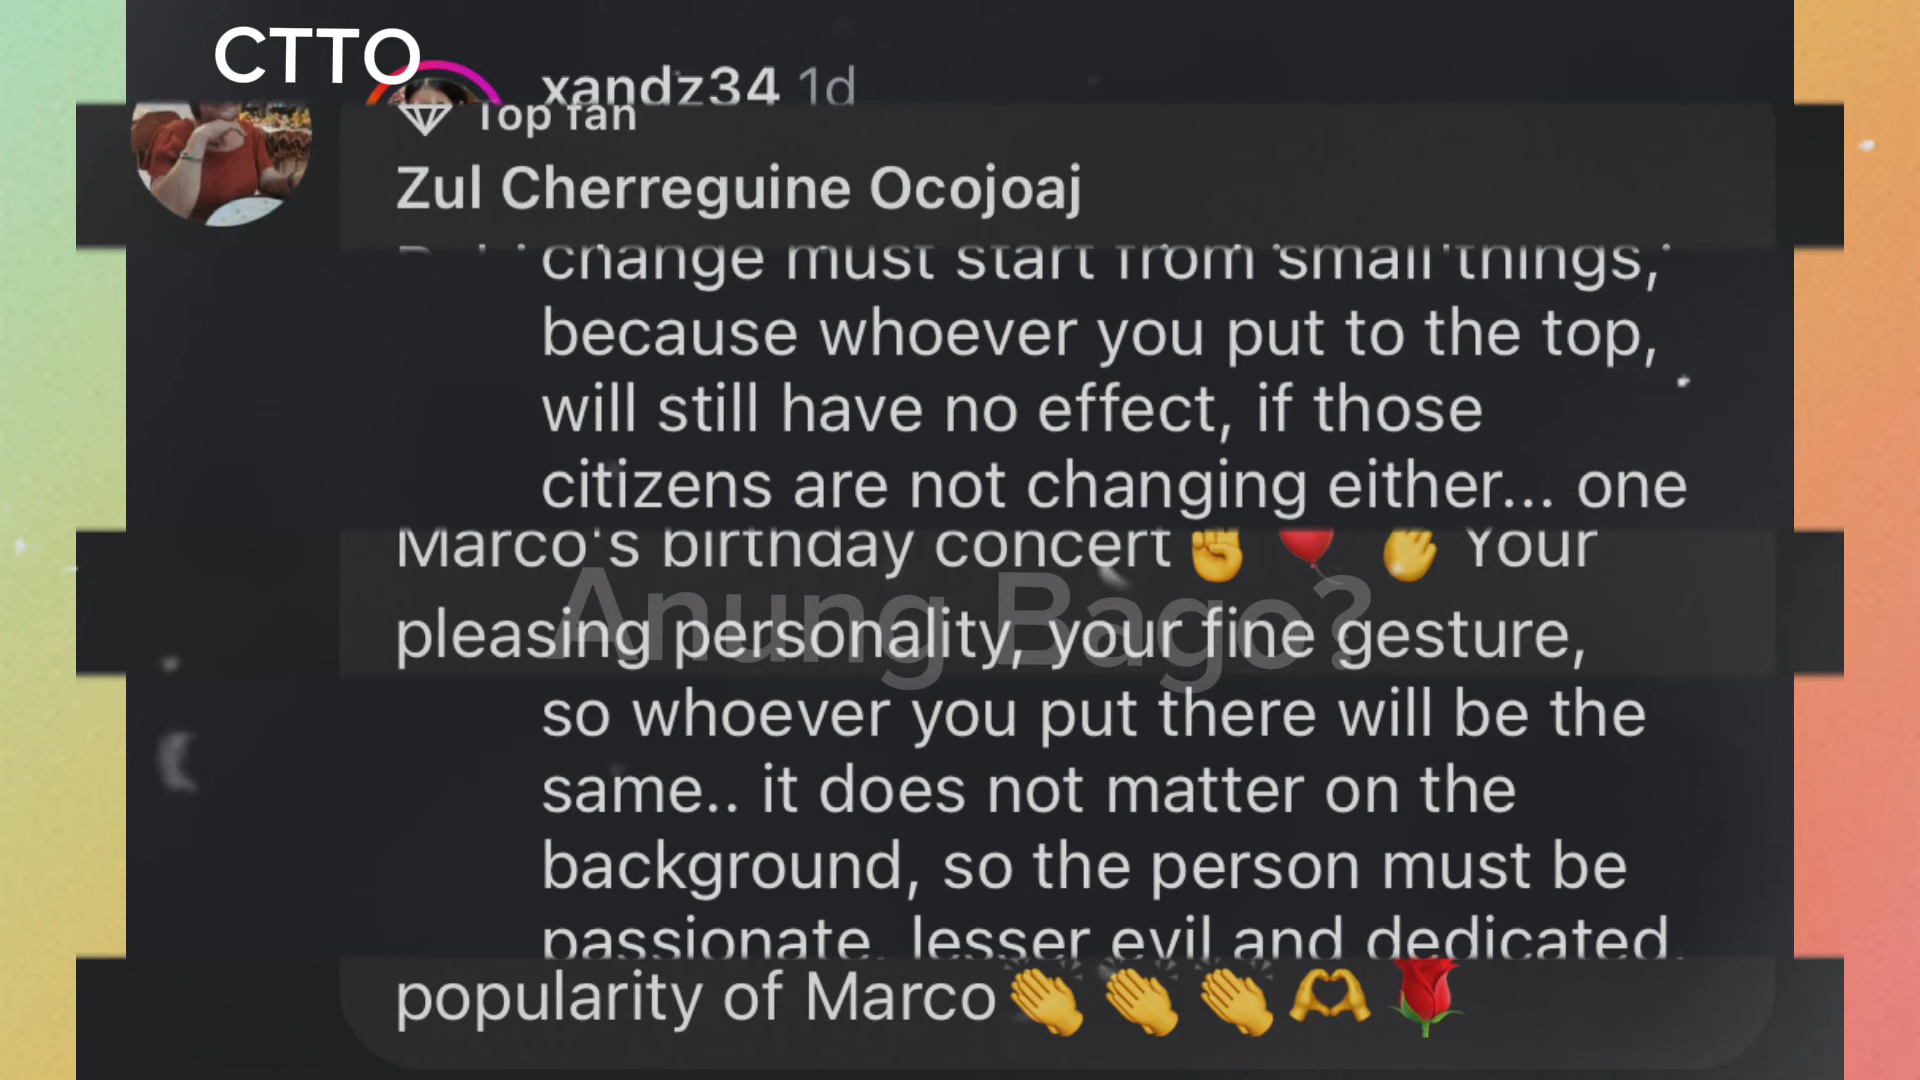 CTTO
xandz34 1d
Top fan
Zul Cherreguine Ocojoaj
change must start from small things,
because whoever you put to the top,
will still have no effect, if those
citizens are not changing either... one
Marco's birthday concert ✊ 🎈 👋 Your
Anung Bago?
pleasing personality, your fine gesture,
so whoever you put there will be the
same.. it does not matter on the
background, so the person must be
passionate, lesser evil and dedicated.
popularity of Marco 👏 👏 👏 🫶 🌹